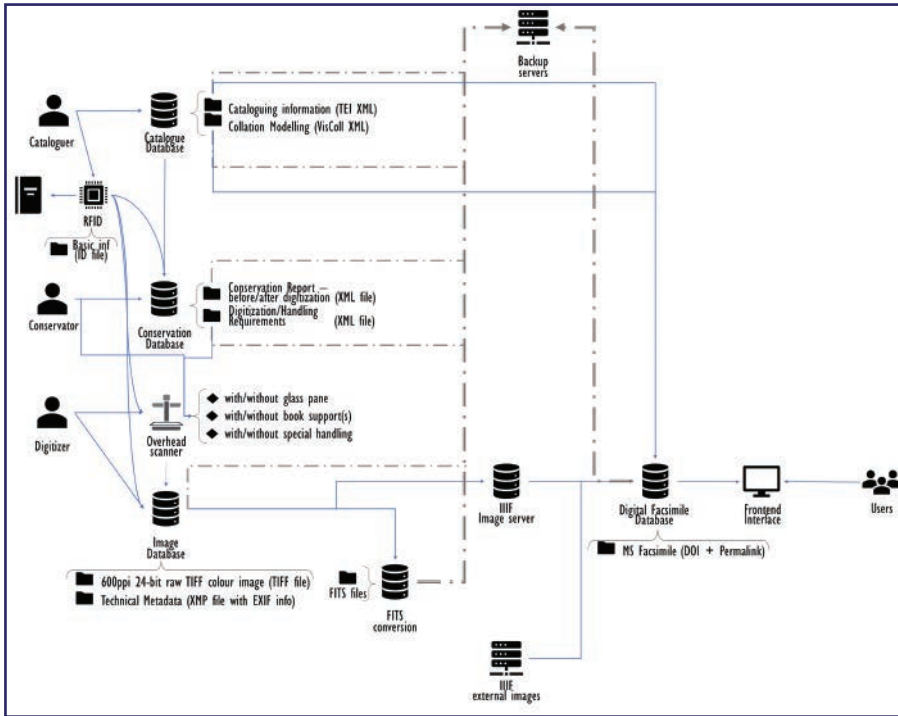 Backup
servers
Cataloguing information (TEI XML)
Collation Modelling (VisColl XML)
Cataloguer
Catalogue
Database
RFID
Basic inf
(ID file)
Conservation Report –
before/after digitization (XML file)
Digitization/Handling
Requirements (XML file)
Conservator
Conservation
Database
with/without glass pane
with/without book support(s)
with/without special handling
Digitizer
Overhead
scanner
IIIF
Image server
Digital Facsimile
Database
Frontend
Interface
Users
Image
Database
MS Facsimile (DOI + Permalink)
600ppi 24-bit raw TIFF colour image (TIFF file)
Technical Metadata (XMP file with EXIF info)
FITS files
FITS
conversion
IIIF
external images